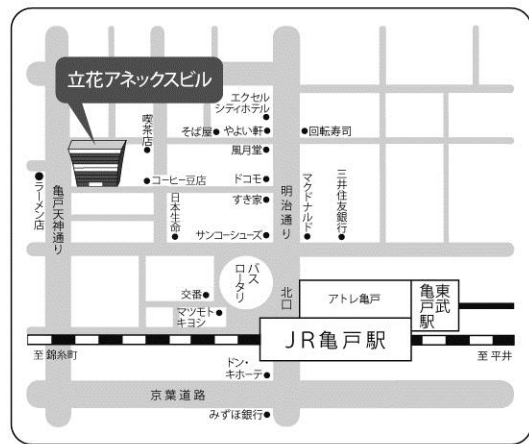 立花アネックスビル
エクセル
シティホテル
喫茶店
そば屋
やよい軒
回転寿司
風月堂
コーヒー豆店
ドコモ
ラーメン店
亀戸天神通り
日本生命
すき家
明治通り
マクドナルド
三井住友銀行
サンコーシューズ
バス
ロータリー
交番
マツモト
キヨシ
北口
アトレ亀戸
東武
亀戸駅
JR亀戸駅
至 錦糸町
至 平井
ドン・
キホーテ
京葉道路
みずほ銀行